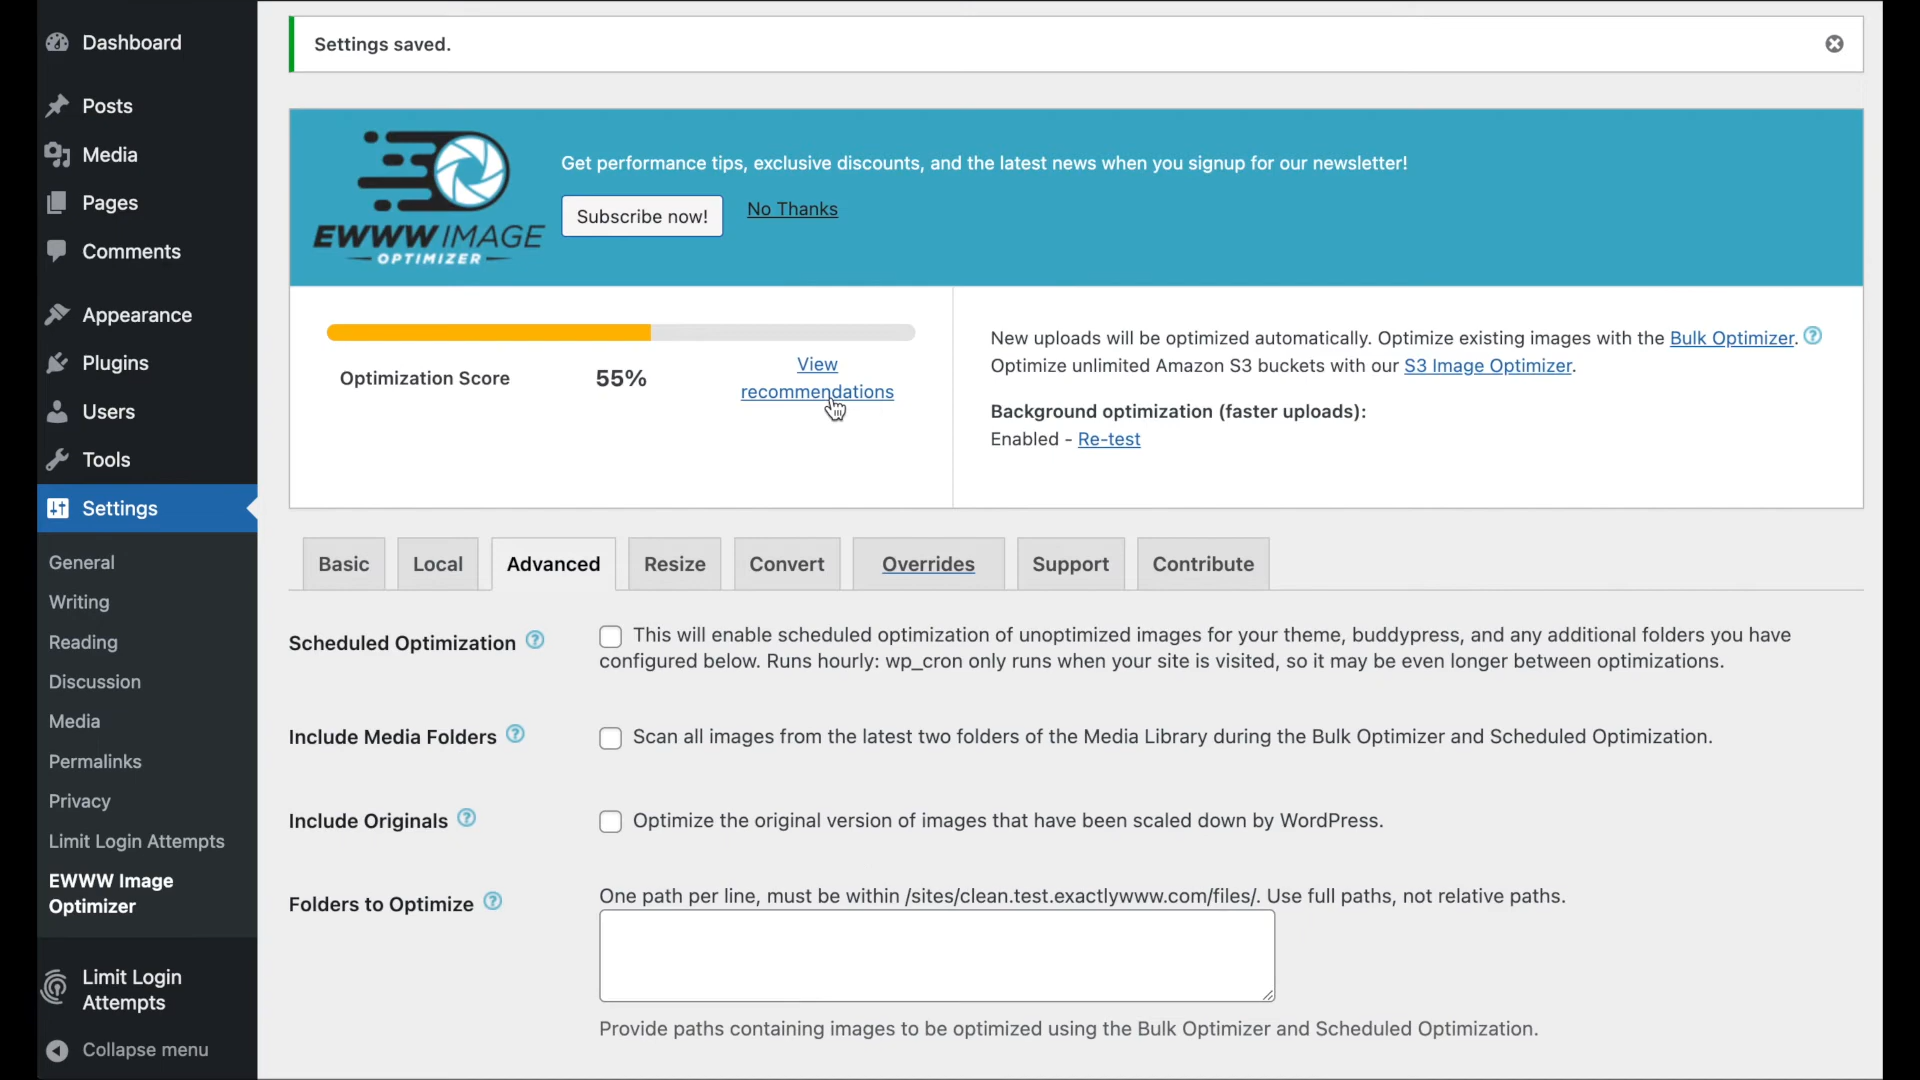 Dashboard
Posts
Media
Pages
Comments
Appearance
Plugins
Users
Tools
Settings
General
Writing
Reading
Discussion
Media
Permalinks
Privacy
Limit Login Attempts
EWWW Image
Optimizer
Limit Login
Attempts
Collapse menu
Settings saved.
EWWW IMAGE
OPTIMIZER
Get performance tips, exclusive discounts, and the latest news when you signup for our newsletter!
Subscribe now! No Thanks
Optimization Score 55%
View
recommendations
New uploads will be optimized automatically. Optimize existing images with the Bulk Optimizer.
Optimize unlimited Amazon S3 buckets with our S3 Image Optimizer.
Background optimization (faster uploads):
Enabled - Re-test
Basic Local Advanced Resize Convert Overrides Support Contribute
Scheduled Optimization
This will enable scheduled optimization of unoptimized images for your theme, buddypress, and any additional folders you have
configured below. Runs hourly: wp_cron only runs when your site is visited, so it may be even longer between optimizations.
Include Media Folders
Scan all images from the latest two folders of the Media Library during the Bulk Optimizer and Scheduled Optimization.
Include Originals
Optimize the original version of images that have been scaled down by WordPress.
Folders to Optimize
One path per line, must be within /sites/clean.test.exactlywww.com/files/. Use full paths, not relative paths.
Provide paths containing images to be optimized using the Bulk Optimizer and Scheduled Optimization.